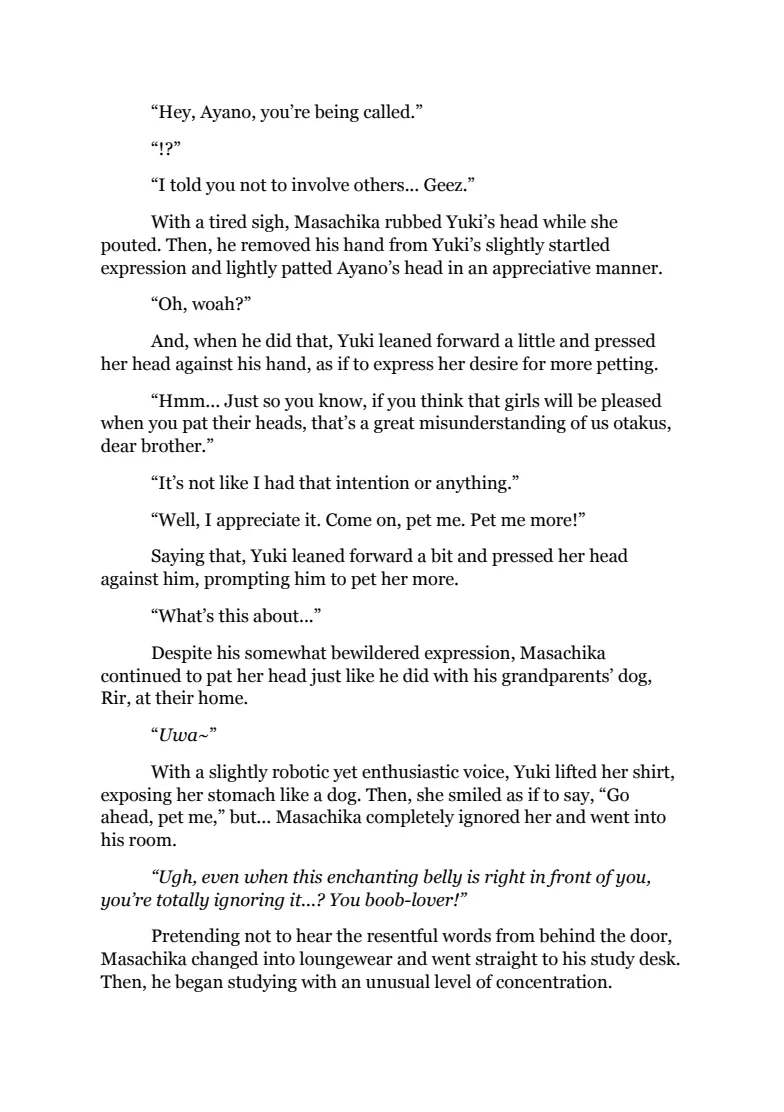 “Hey, Ayano, you’re being called.”
“!?”
“I told you not to involve others... Geez.”
With a tired sigh, Masachika rubbed Yuki’s head while she
pouted. Then, he removed his hand from Yuki’s slightly startled
expression and lightly patted Ayano’s head in an appreciative manner.
“Oh, woah?”
And, when he did that, Yuki leaned forward a little and pressed
her head against his hand, as if to express her desire for more petting.
“Hmm... Just so you know, if you think that girls will be pleased
when you pat their heads, that’s a great misunderstanding of us otakus,
dear brother.”
“It’s not like I had that intention or anything.”
“Well, I appreciate it. Come on, pet me. Pet me more!”
Saying that, Yuki leaned forward a bit and pressed her head
against him, prompting him to pet her more.
“What’s this about...”
Despite his somewhat bewildered expression, Masachika
continued to pat her head just like he did with his grandparents’ dog,
Rir, at their home.
“Uwa~”
With a slightly robotic yet enthusiastic voice, Yuki lifted her shirt,
exposing her stomach like a dog. Then, she smiled as if to say, “Go
ahead, pet me,” but... Masachika completely ignored her and went into
his room.
“Ugh, even when this enchanting belly is right in front of you,
you’re totally ignoring it...? You boob-lover!”
Pretending not to hear the resentful words from behind the door,
Masachika changed into loungewear and went straight to his study desk.
Then, he began studying with an unusual level of concentration.